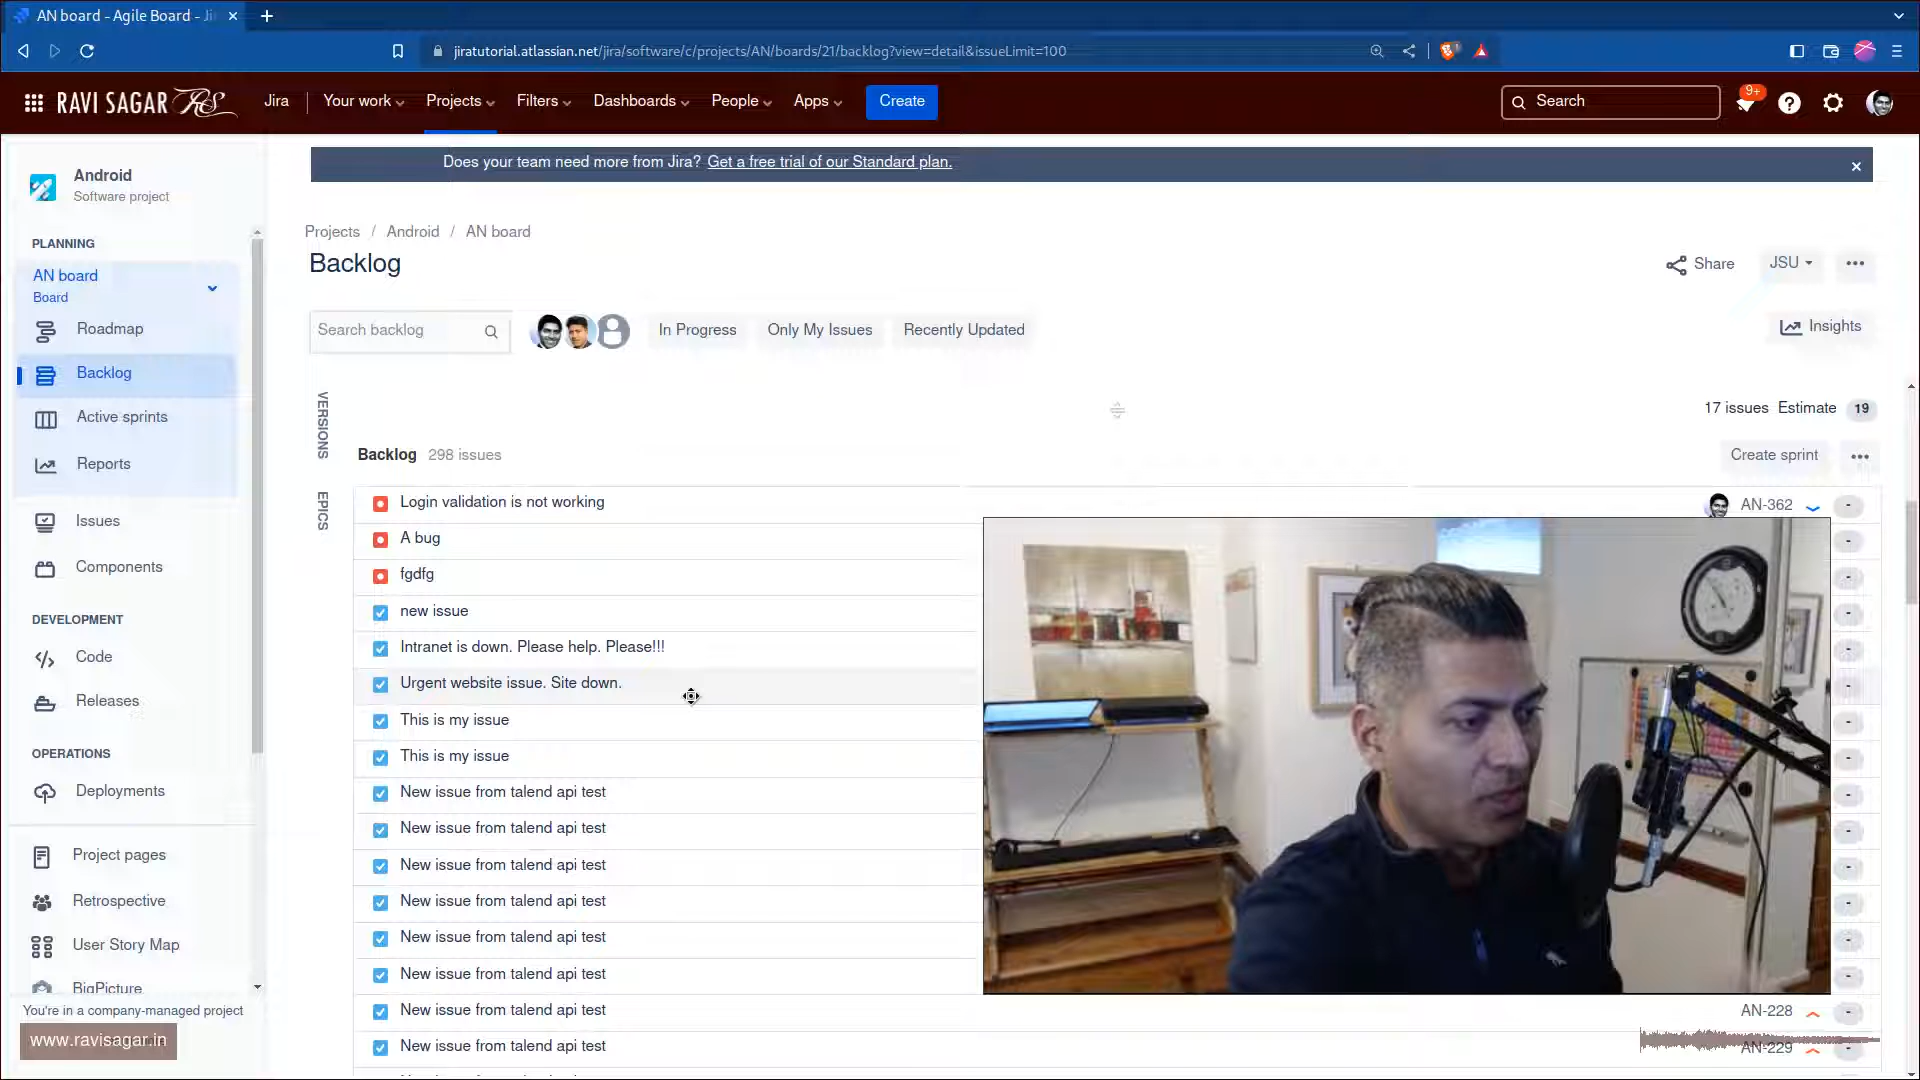 AN board - Agile Board - Ji
jiratutorial.atlassian.net/jira/software/c/projects/AN/boards/21/backlog?view=detail&issueLimit=100
RAVI SAGAR RS
Jira
Your work
Projects
Filters
Dashboards
People
Apps
Create
Search
9+
Does your team need more from Jira? Get a free trial of our Standard plan.
Android
Software project
PLANNING
AN board
Board
Roadmap
Backlog
Active sprints
Reports
Issues
Components
DEVELOPMENT
Code
Releases
OPERATIONS
Deployments
Project pages
Retrospective
User Story Map
BigPicture
You're in a company-managed project
www.ravisagar.in
Projects / Android / AN board
Backlog
Share
JSU
Search backlog
In Progress
Only My Issues
Recently Updated
Insights
VERSIONS
EPICS
17 issues Estimate 19
Backlog 298 issues
Create sprint
Login validation is not working AN-362 -
A bug -
fgdfg -
new issue -
Intranet is down. Please help. Please!!! -
Urgent website issue. Site down. -
This is my issue -
This is my issue -
New issue from talend api test -
New issue from talend api test -
New issue from talend api test -
New issue from talend api test -
New issue from talend api test -
New issue from talend api test -
New issue from talend api test AN-228 -
New issue from talend api test AN-229 -